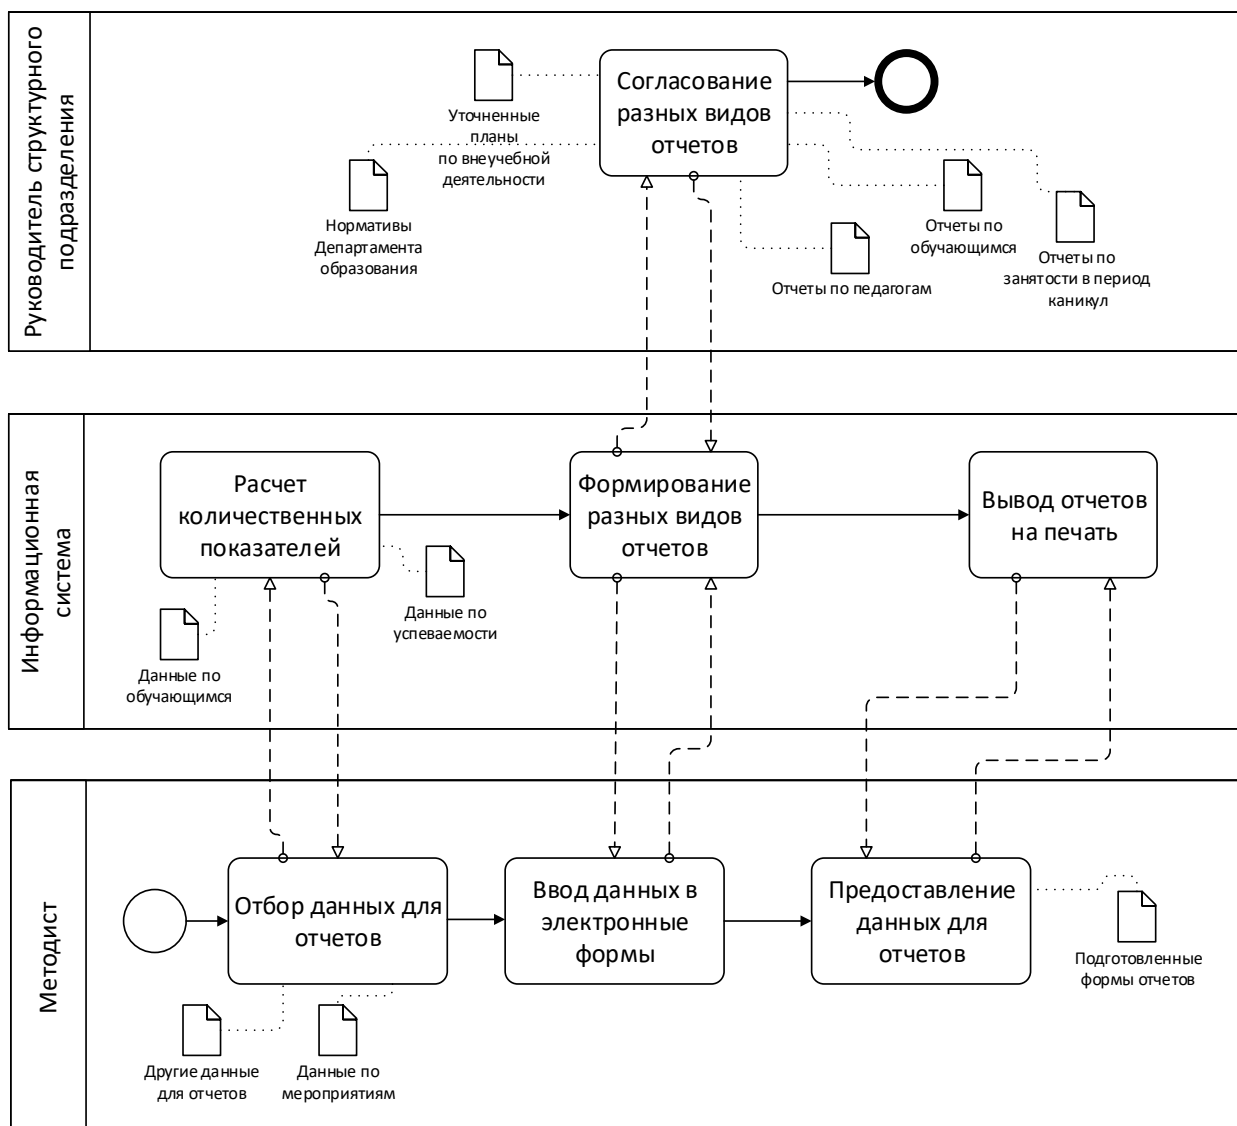 Руководитель структурного
подразделения
Уточненные
планы
по внеучебной
деятельности
Нормативы
Департамента
образования
Согласование
разных видов
отчетов
Отчеты по педагогам
Отчеты по
обучающимся
Отчеты по
занятости в период
каникул
Информационная
система
Расчет
количественных
показателей
Данные по
обучающимся
Данные по
успеваемости
Формирование
разных видов
отчетов
Вывод отчетов
на печать
Методист
Отбор данных для
отчетов
Другие данные
для отчетов
Данные по
мероприятиям
Ввод данных в
электронные
формы
Предоставление
данных для
отчетов
Подготовленные
формы отчетов